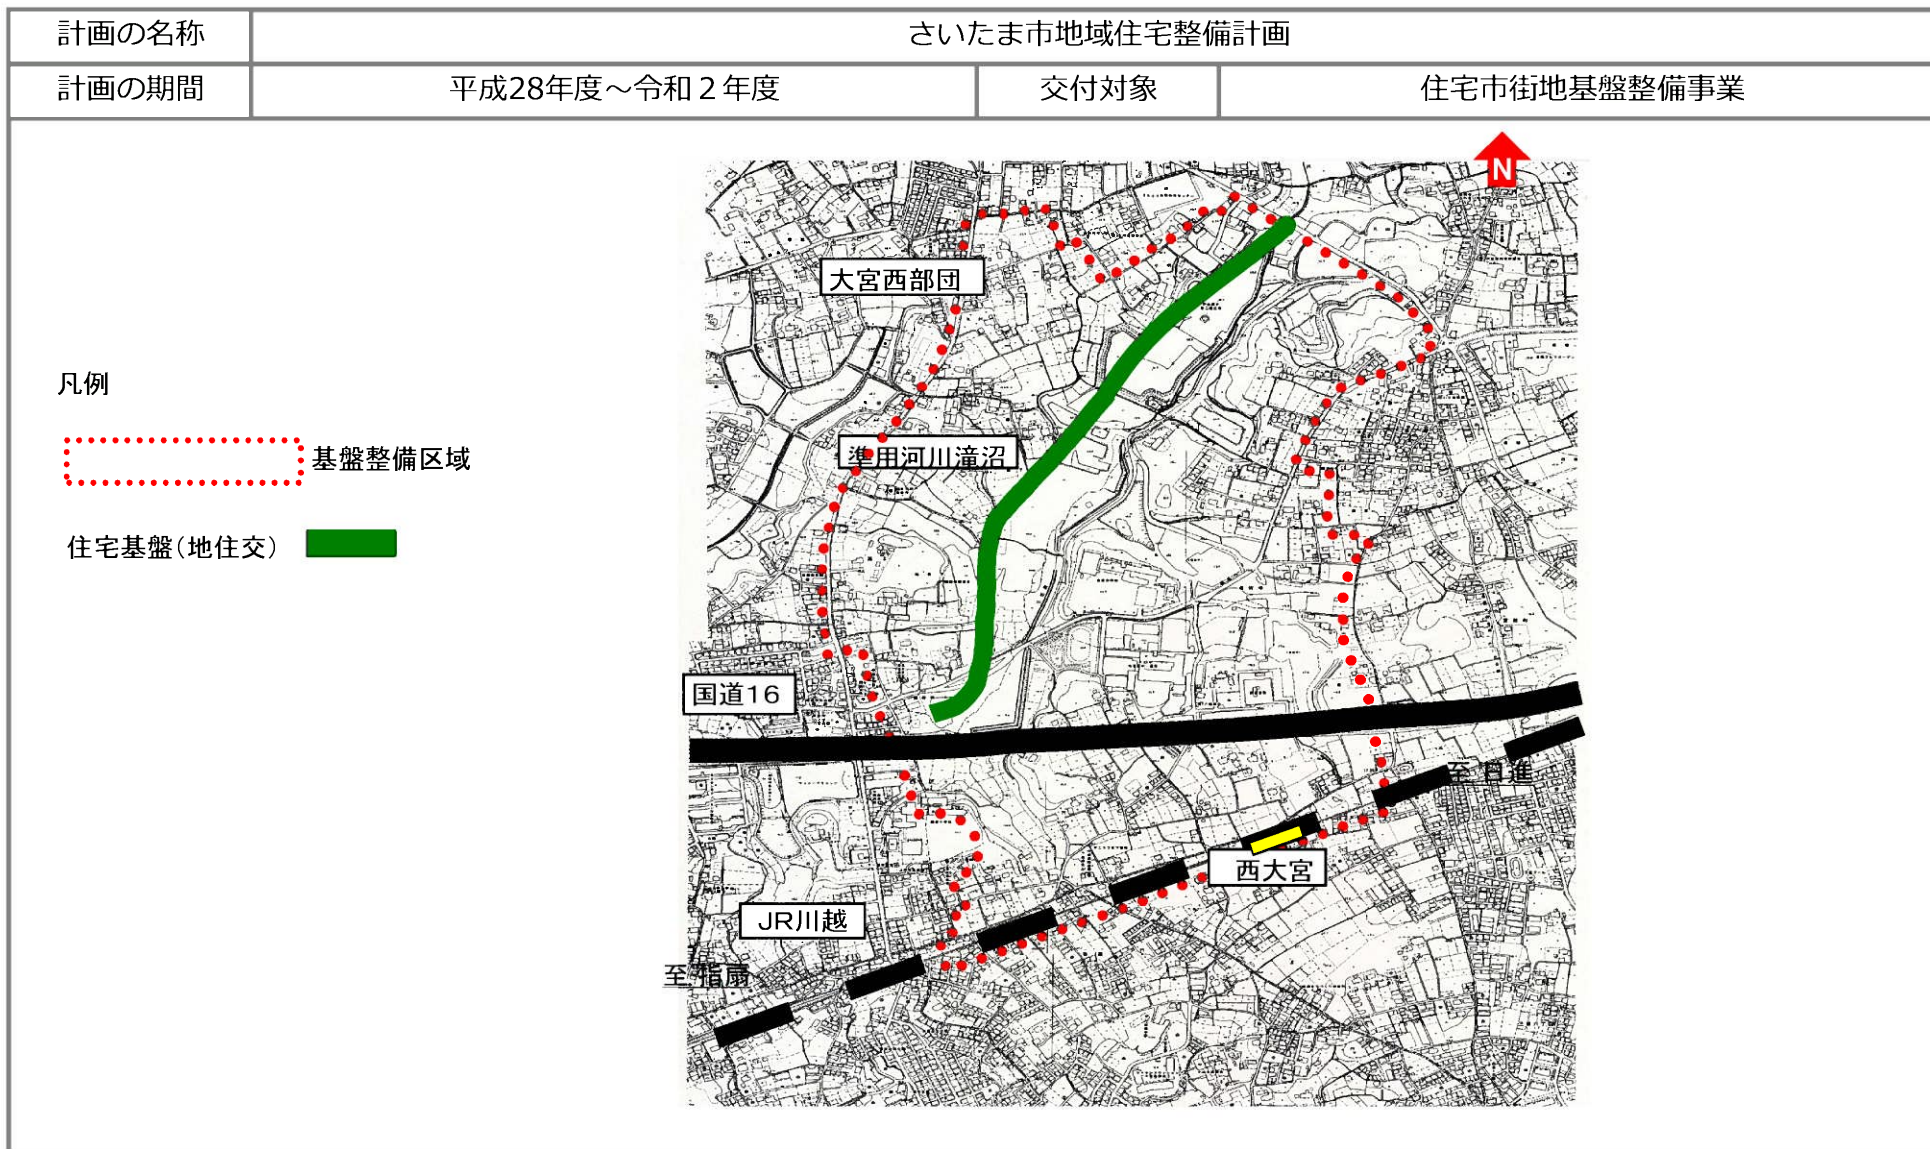 計画の名称 さいたま市地域住宅整備計画
計画の期間 平成28年度～令和２年度 交付対象 住宅市街地基盤整備事業
N
大宮西部団
凡例
準用河川滝沼
基盤整備区域
住宅基盤(地住交)
国道16
至 日進
西大宮
JR川越
至 指扇